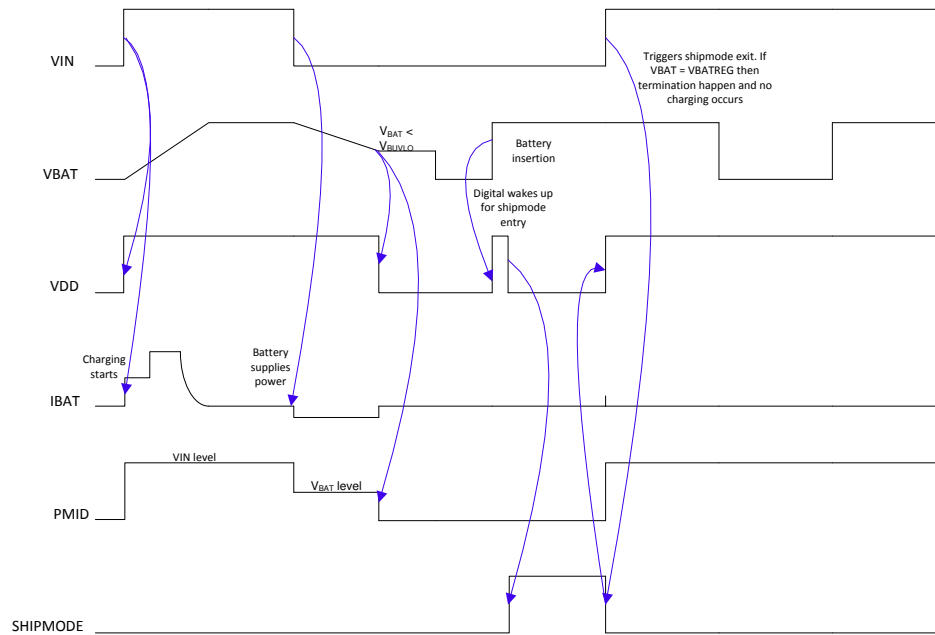 VIN
Triggers shipmode exit. If
VBAT = VBATREG then
termination happen and no
charging occurs
VBAT
VBAT <
VBUVLO
Battery
insertion
Digital wakes up
for shipmode
entry
VDD
Charging
starts
Battery
supplies
power
IBAT
VIN level
VBAT level
PMID
SHIPMODE